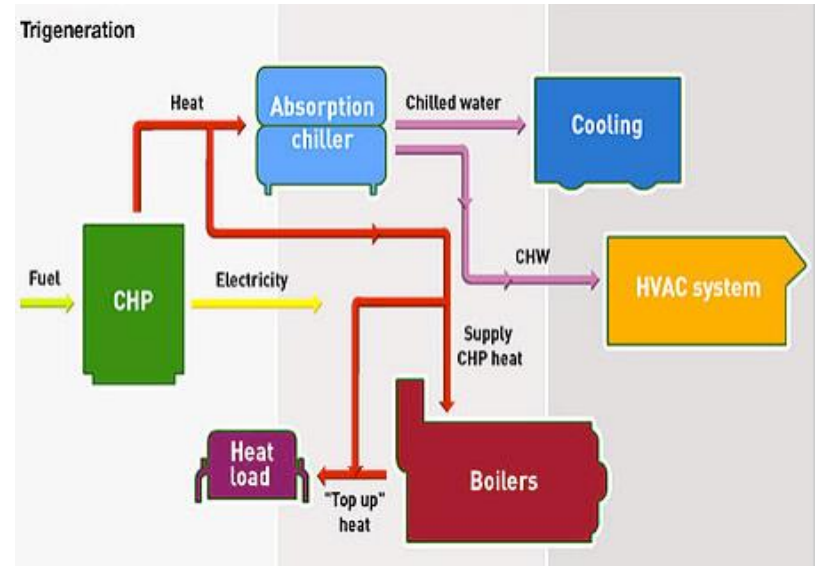 Trigeneration
Heat
Absorption
chiller
Chilled water
Cooling
Fuel
CHP
Electricity
CHW
HVAC system
Supply
CHP heat
Heat
load
"Top up"
heat
Boilers